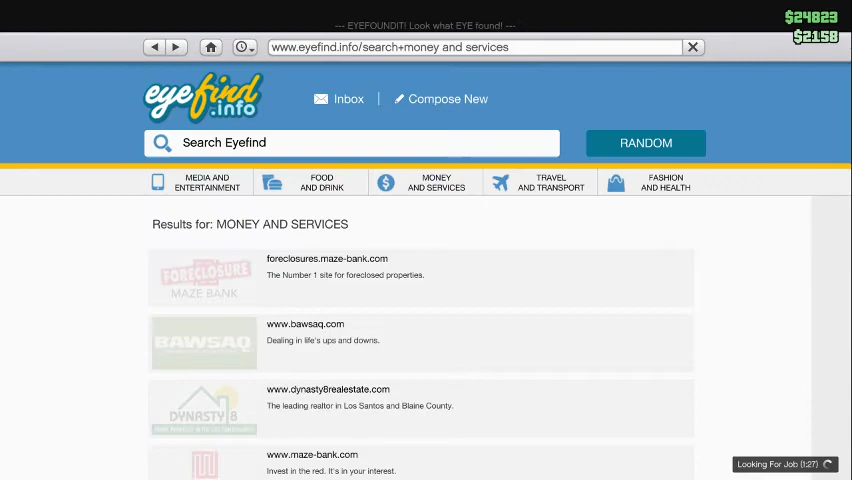 --- EYEFOUNDIT! Look what EYE found! ---
$24823
$2158
www.eyefind.info/search+money and services
eyefind
.info
Inbox | Compose New
Search Eyefind
RANDOM
MEDIA AND
ENTERTAINMENT
FOOD
AND DRINK
MONEY
AND SERVICES
TRAVEL
AND TRANSPORT
FASHION
AND HEALTH
Results for: MONEY AND SERVICES
FORECLOSURE
MAZE BANK
foreclosures.maze-bank.com
The Number 1 site for foreclosed properties.
BAWSAQ
www.bawsaq.com
Dealing in life's ups and downs.
DYNASTY 8
www.dynasty8realestate.com
The leading realtor in Los Santos and Blaine County.
www.maze-bank.com
Invest in the red. It's in your interest.
Looking For Job (1:27)